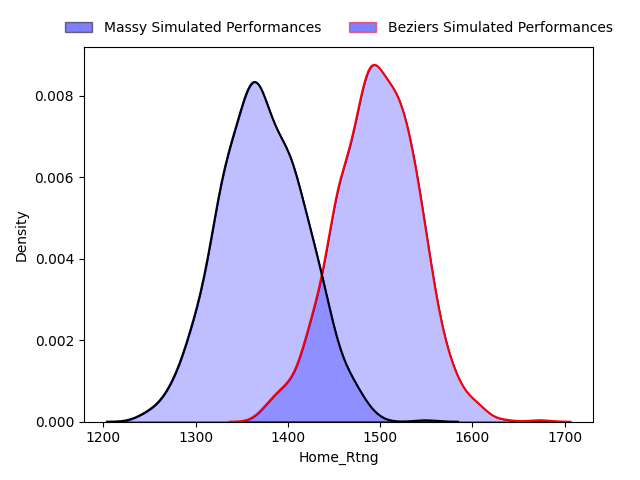 Massy Simulated Performances Beziers Simulated Performances
0.008
0.006
Density
0.004
0.002
0.000
1200 1300 1400 1500 1600 1700
Home_Rtng